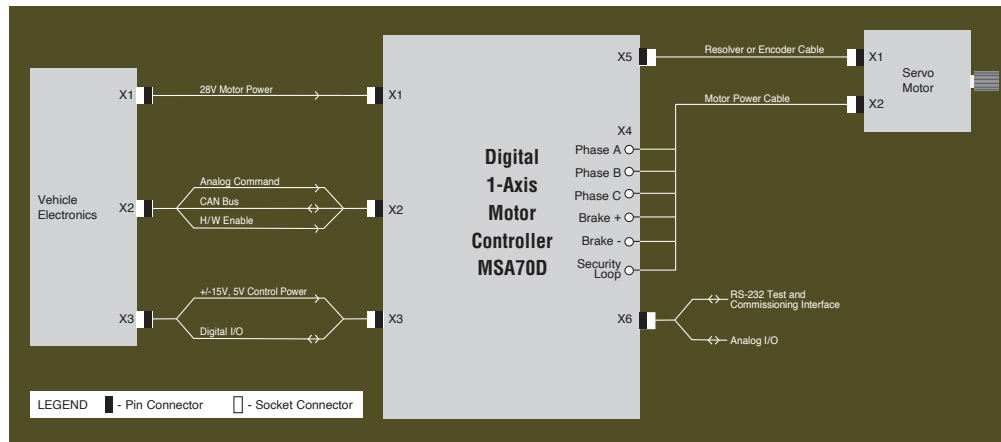 Vehicle
Electronics
X1
28V Motor Power
X1
X2
Analog Command
CAN Bus
H/W Enable
X2
X3
+/-15V, 5V Control Power
Digital I/O
X3
Digital
1-Axis
Motor
Controller
MSA70D
X5
Resolver or Encoder Cable
X1
Servo
Motor
X4
Motor Power Cable
X2
Phase A
Phase B
Phase C
Brake +
Brake -
Security
Loop
X6
RS-232 Test and
Commissioning Interface
Analog I/O
LEGEND
- Pin Connector
- Socket Connector